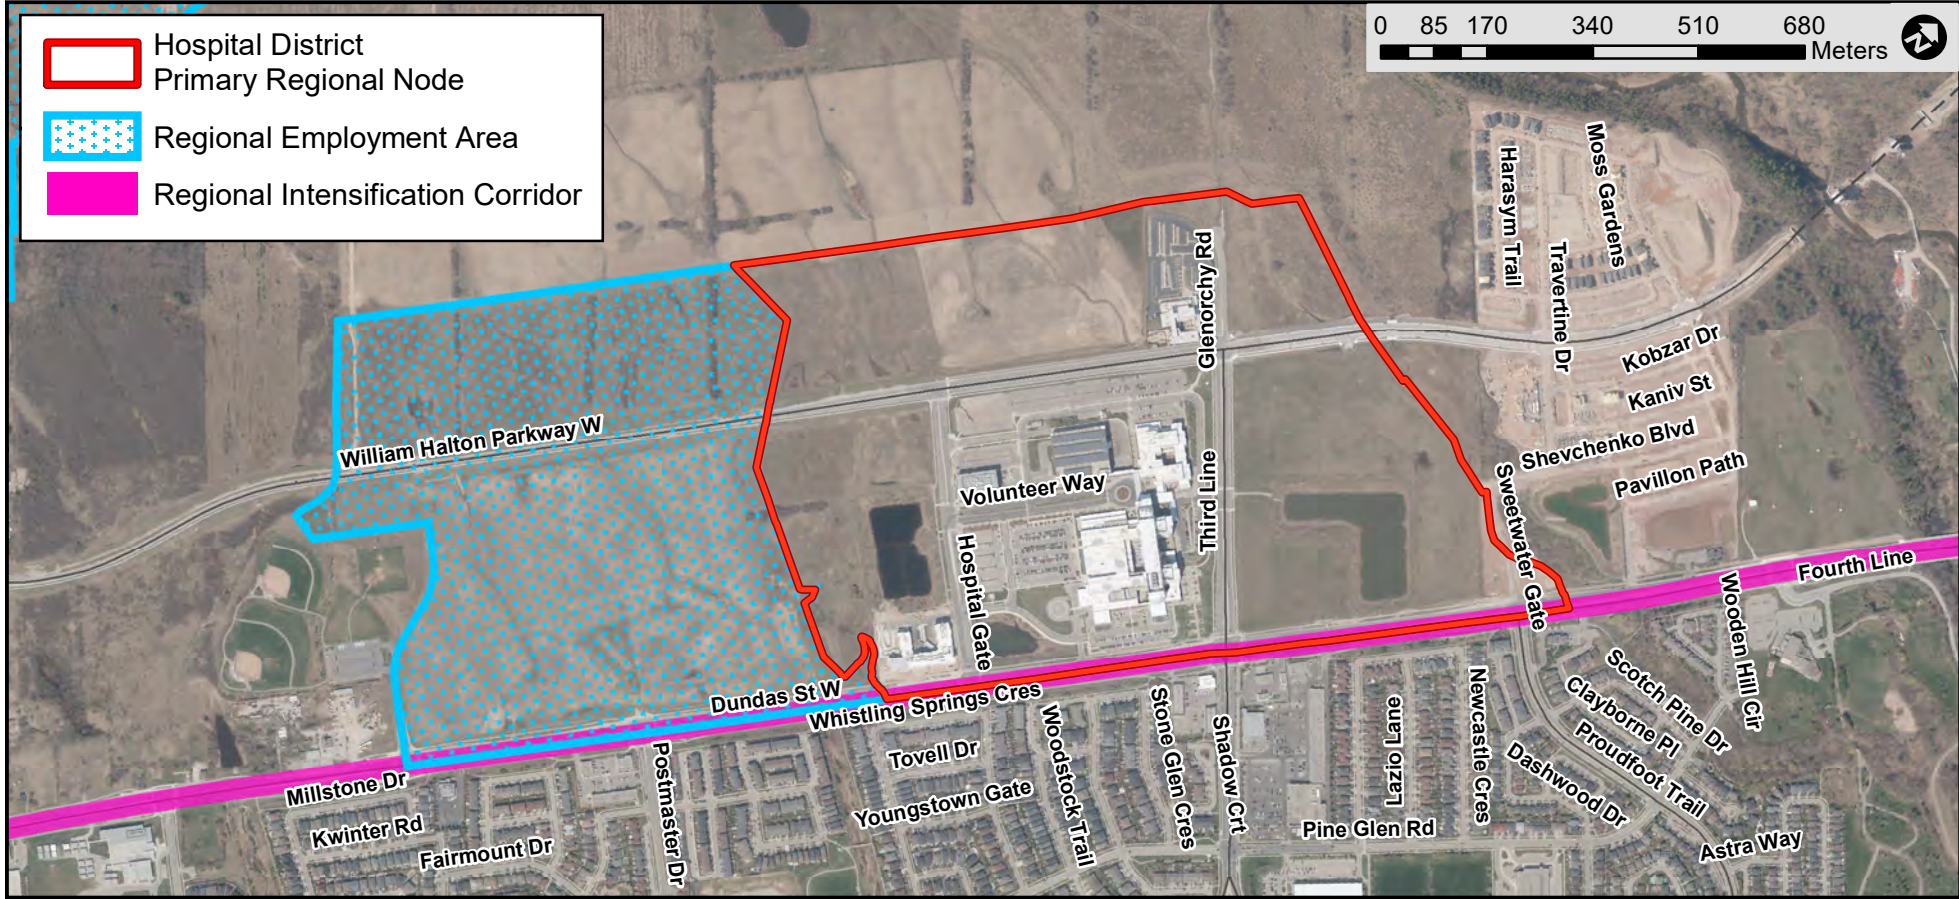 Hospital District
Primary Regional Node
Regional Employment Area
Regional Intensification Corridor
0 85 170 340 510 680
Meters
N
Moss Gardens
Harasym Trail
Travertine Dr
Glenorchy Rd
Kobzar Dr
Kaniv St
Shevchenko Blvd
Pavillon Path
William Halton Parkway W
Volunteer Way
Third Line
Sweetwater Gate
Hospital Gate
Fourth Line
Wooden Hill Cir
Dundas St W
Whistling Springs Cres
Scotch Pine Dr
Clayborne Pl
Proudfoot Trail
Dashwood Dr
Newcastle Cres
Lazio Lane
Shadow Crt
Stone Glen Cres
Woodstock Trail
Tovell Dr
Youngstown Gate
Postmaster Dr
Millstone Dr
Kwinter Rd
Fairmount Dr
Pine Glen Rd
Astra Way